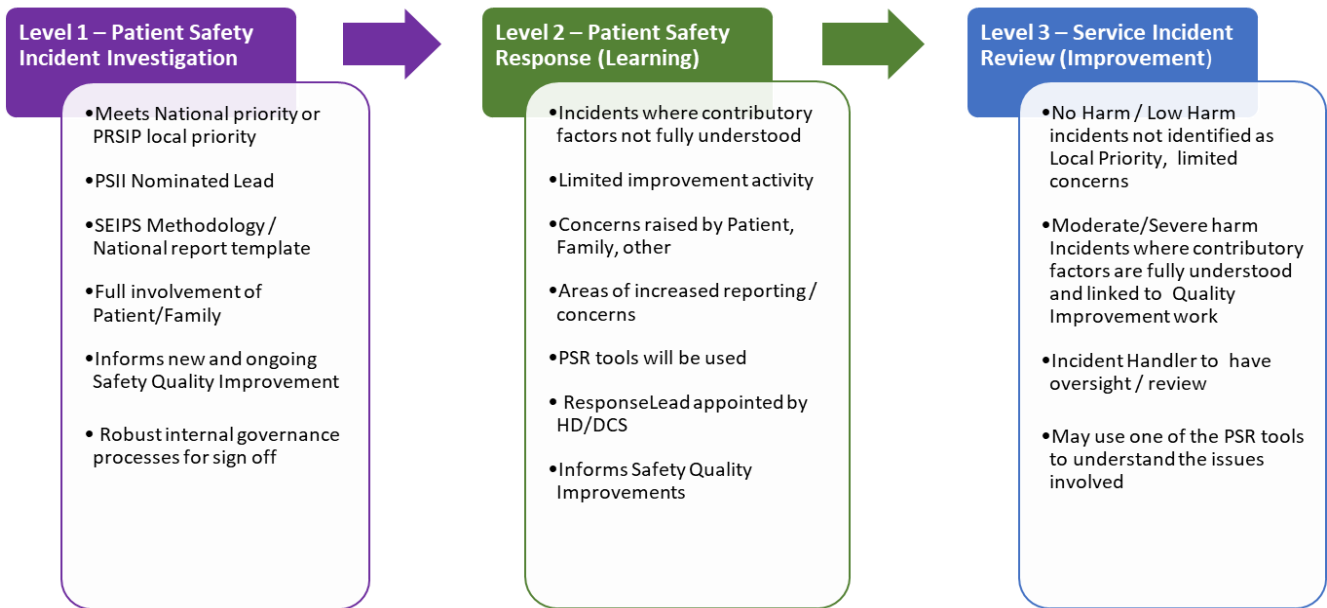 Level 1 – Patient Safety
Incident Investigation
•Meets National priority or
PRSIP local priority
•PSII Nominated Lead
•SEIPS Methodology /
National report template
•Full involvement of
Patient/Family
•Informs new and ongoing
Safety Quality Improvement
• Robust internal governance
processes for sign off
Level 2 – Patient Safety
Response (Learning)
•Incidents where contributory
factors not fully understood
•Limited improvement activity
•Concerns raised by Patient,
Family, other
•Areas of increased reporting /
concerns
•PSR tools will be used
• ResponseLead appointed by
HD/DCS
•Informs Safety Quality
Improvements
Level 3 – Service Incident
Review (Improvement)
•No Harm / Low Harm
incidents not identified as
Local Priority, limited
concerns
•Moderate/Severe harm
Incidents where contributory
factors are fully understood
and linked to Quality
Improvement work
•Incident Handler to have
oversight / review
•May use one of the PSR tools
to understand the issues
involved